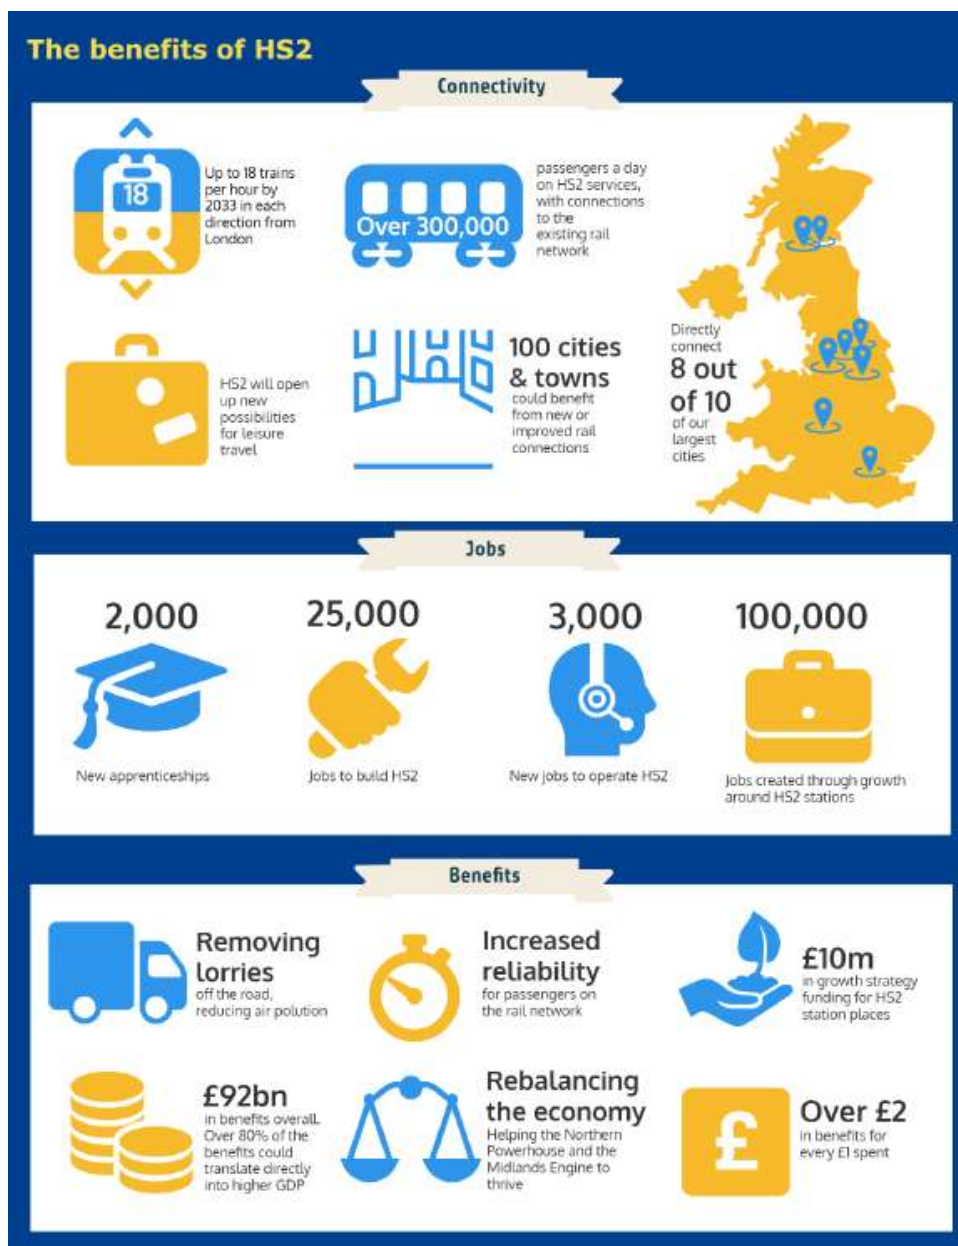 The benefits of HS2
Connectivity
18
Up to 18 trains
per hour by
2033 in each
direction from
London
Over 300,000
passengers a day
on HS2 services,
with connections
to the
existing rail
network
HS2 will open
up new
possibilities
for leisure
travel
100 cities
& towns
could benefit
from new or
improved rail
connections
Directly
connect
8 out
of 10
of our
largest
cities
Jobs
2,000
New apprenticeships
25,000
Jobs to build HS2
3,000
New jobs to operate HS2
100,000
Jobs created through growth
around HS2 stations
Benefits
Removing
lorries
off the road,
reducing air polution
Increased
reliability
for passengers on
the rail network
£10m
in growth strategy
funding for HS2
station places
£92bn
in benefits overall.
Over 80% of the
benefits could
translate directly
into higher GDP
Rebalancing
the economy
Helping the Northern
Powerhouse and the
Midlands Engine to
thrive
£
Over £2
in benefits for
every £1 spent